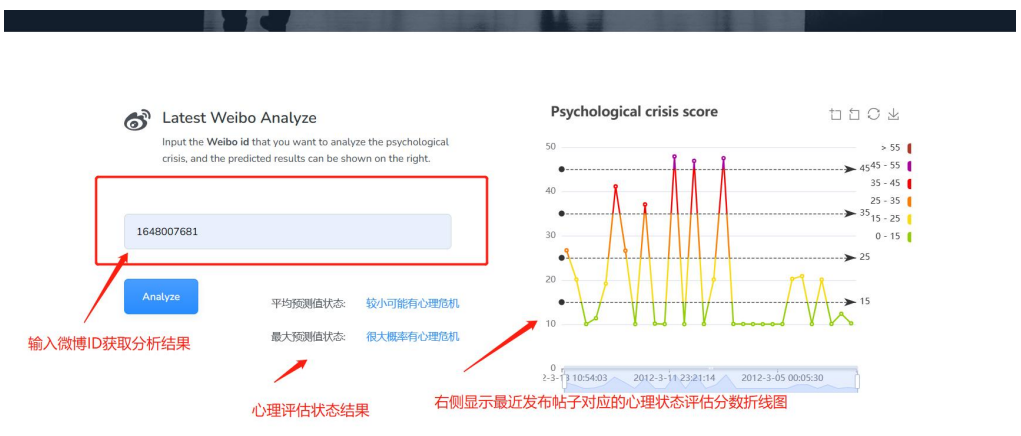 Latest Weibo Analyze
Input the Weibo id that you want to analyze the psychological
crisis, and the predicted results can be shown on the right.
1648007681
Analyze
平均预测值状态: 较小可能有心理危机
最大预测值状态: 很大概率有心理危机
输入微博ID获取分析结果
心理评估状态结果
Psychological crisis score
50
40
30
20
10
0
45
35
25
15
> 55
45 - 55
35 - 45
25 - 35
15 - 25
0 - 15
10:54:03
2012-3-11 23:21:14
2012-3-05 00:05:30
右侧显示最近发布帖子对应的心理状态评估分数折线图